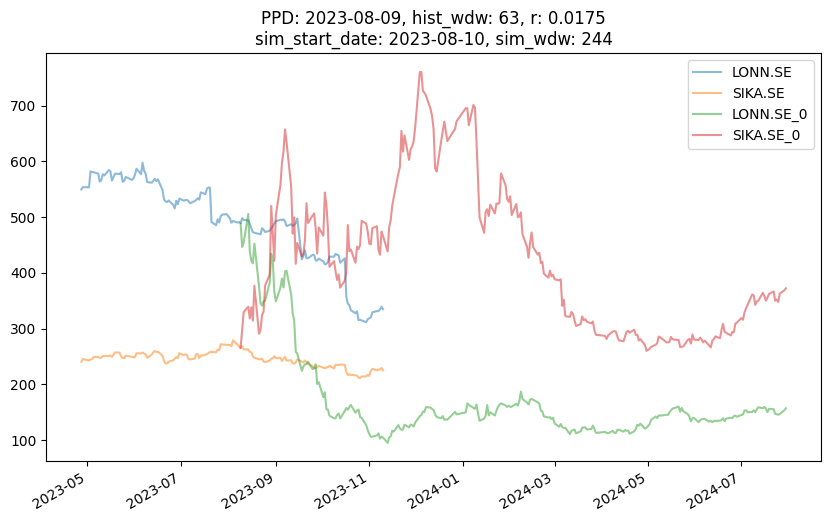 PPD: 2023-08-09, hist_wdw: 63, r: 0.0175
sim_start_date: 2023-08-10, sim_wdw: 244
LONN.SE
SIKA.SE
LONN.SE_0
SIKA.SE_0
700
600
500
400
300
200
100
2023-05
2023-07
2023-09
2023-11
2024-01
2024-03
2024-05
2024-07